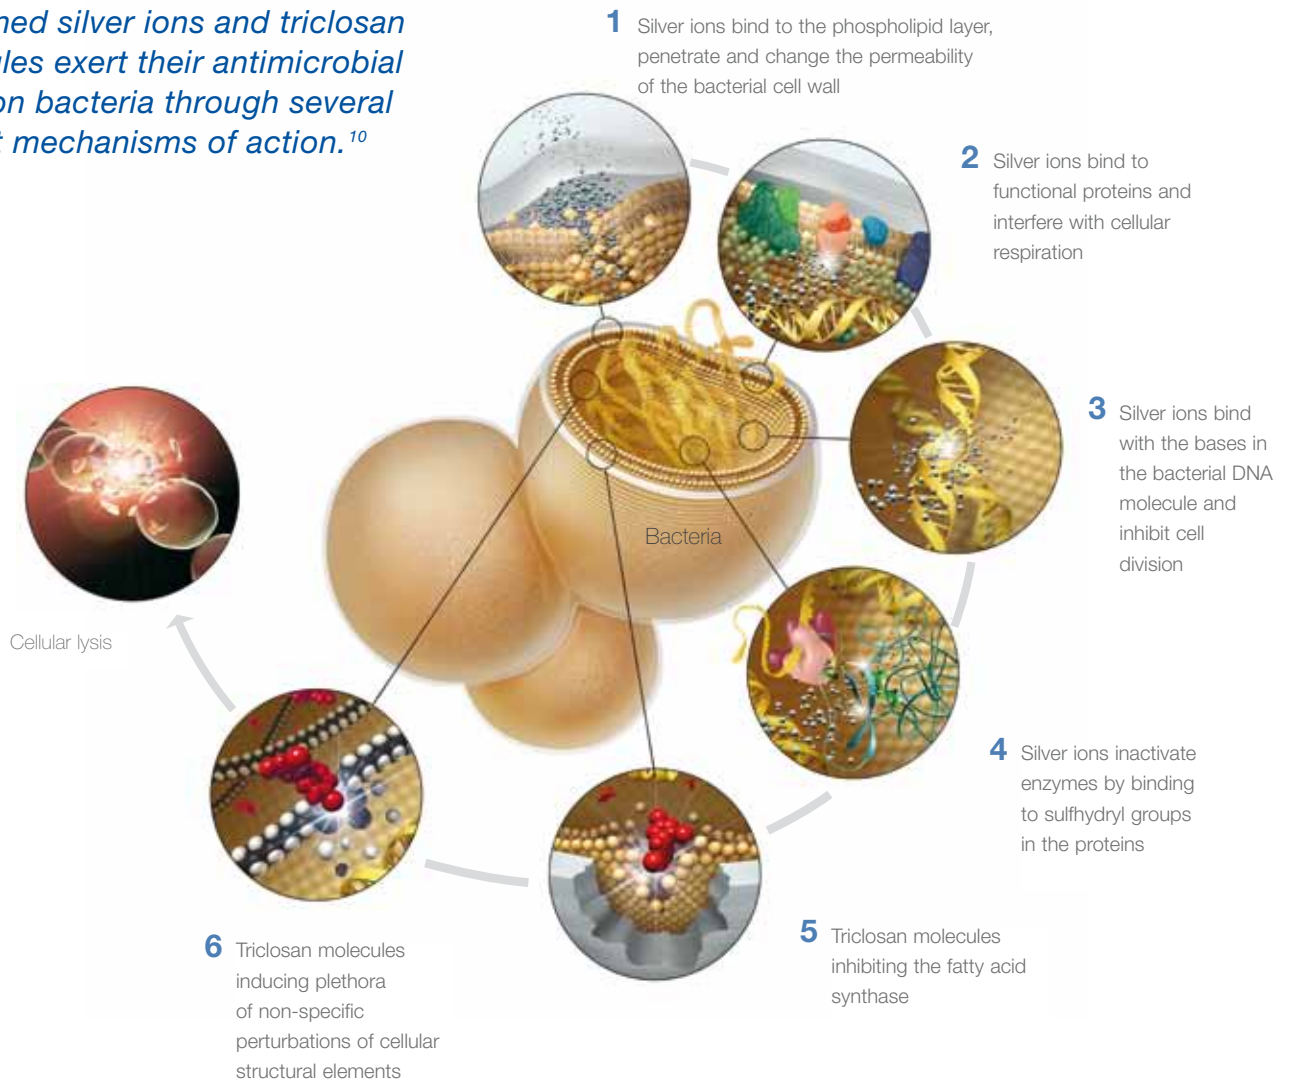 ned silver ions and triclosan
les exert their antimicrobial
on bacteria through several
t mechanisms of action.10
1 Silver ions bind to the phospholipid layer,
penetrate and change the permeability
of the bacterial cell wall
2 Silver ions bind to
functional proteins and
interfere with cellular
respiration
3 Silver ions bind
with the bases in
the bacterial DNA
molecule and
inhibit cell
division
Bacteria
Cellular lysis
4 Silver ions inactivate
enzymes by binding
to sulfhydryl groups
in the proteins
5 Triclosan molecules
inhibiting the fatty acid
synthase
6 Triclosan molecules
inducing plethora
of non-specific
perturbations of cellular
structural elements